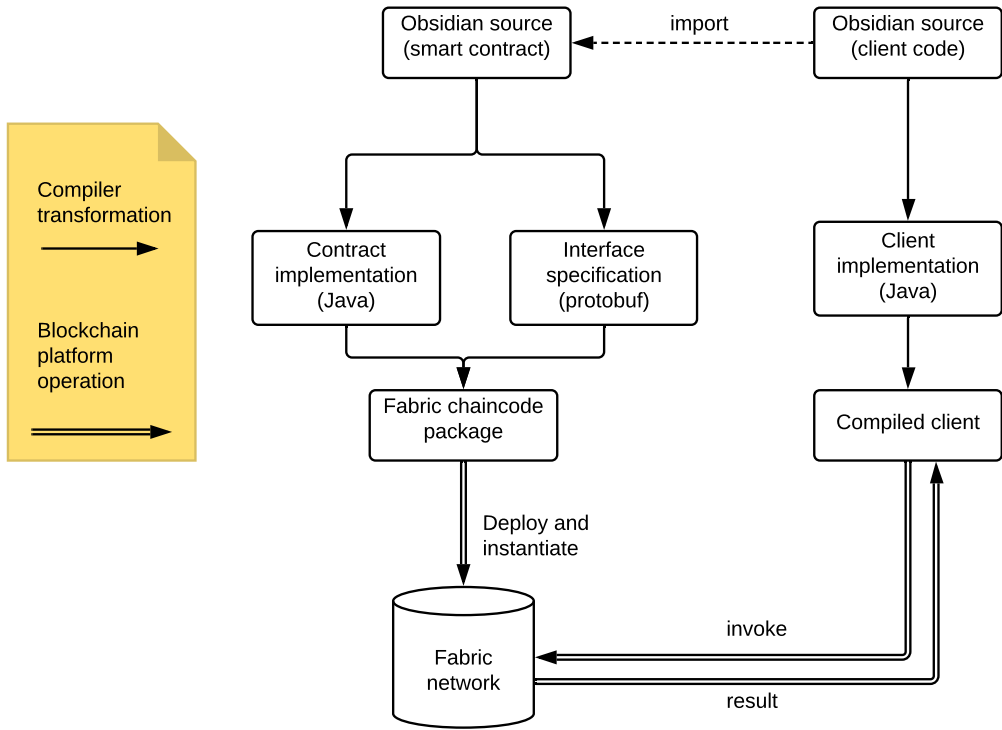 Obsidian source
(smart contract)
import
Obsidian source
(client code)
Compiler
transformation
Blockchain
platform
operation
Contract
implementation
(Java)
Interface
specification
(protobuf)
Client
implementation
(Java)
Fabric chaincode
package
Compiled client
Deploy and
instantiate
Fabric
network
invoke
result